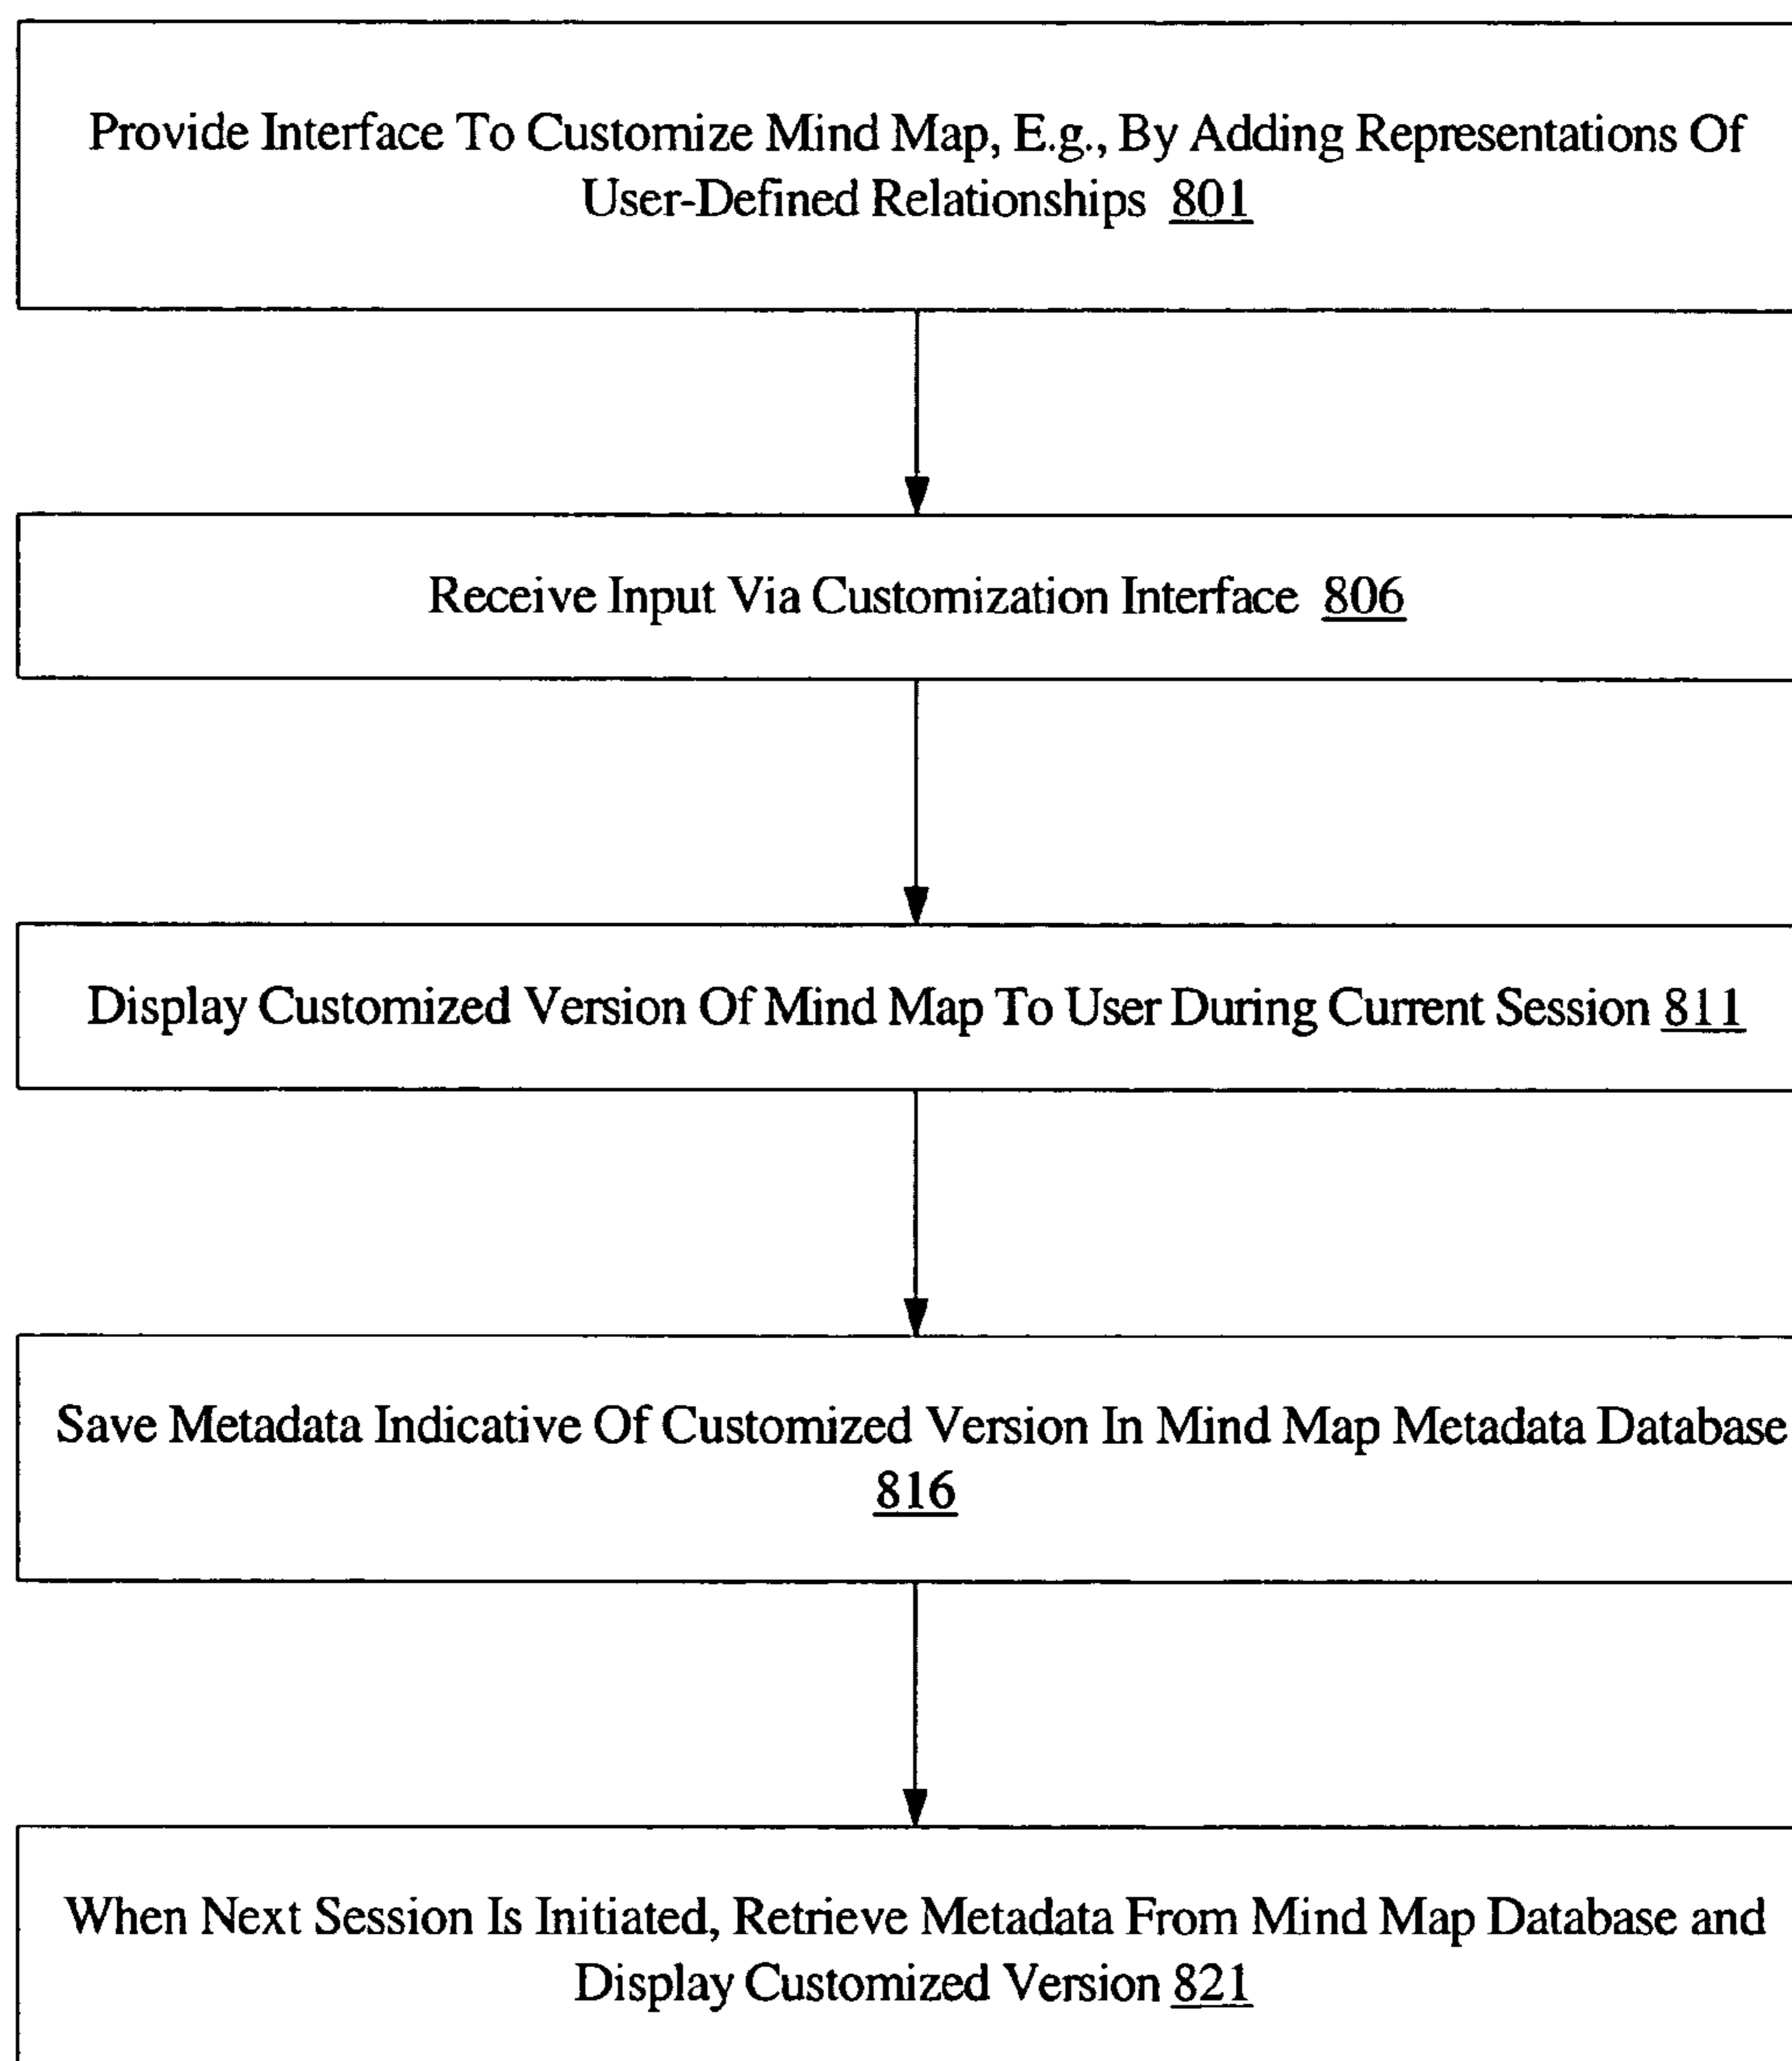 Provide Interface To Customize Mind Map, E.g., By Adding Representations Of
User-Defined Relationships 801
Receive Input Via Customization Interface 806
Display Customized Version Of Mind Map To User During Current Session 811
Save Metadata Indicative Of Customized Version In Mind Map Metadata Database
816
When Next Session Is Initiated, Retrieve Metadata From Mind Map Database and
Display Customized Version 821